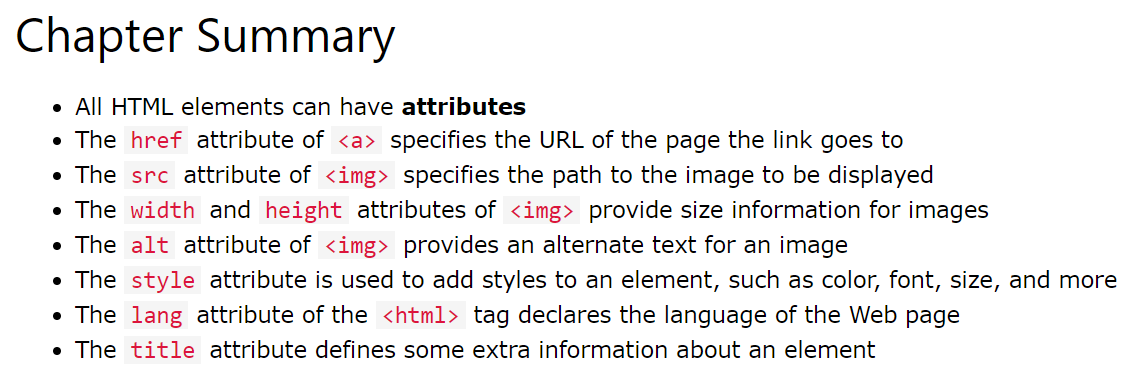 Chapter Summary
All HTML elements can have attributes
The href attribute of <a> specifies the URL of the page the link goes to
The src attribute of <img> specifies the path to the image to be displayed
The width and height attributes of <img> provide size information for images
The alt attribute of <img> provides an alternate text for an image
The style attribute is used to add styles to an element, such as color, font, size, and more
The lang attribute of the <html> tag declares the language of the Web page
The title attribute defines some extra information about an element